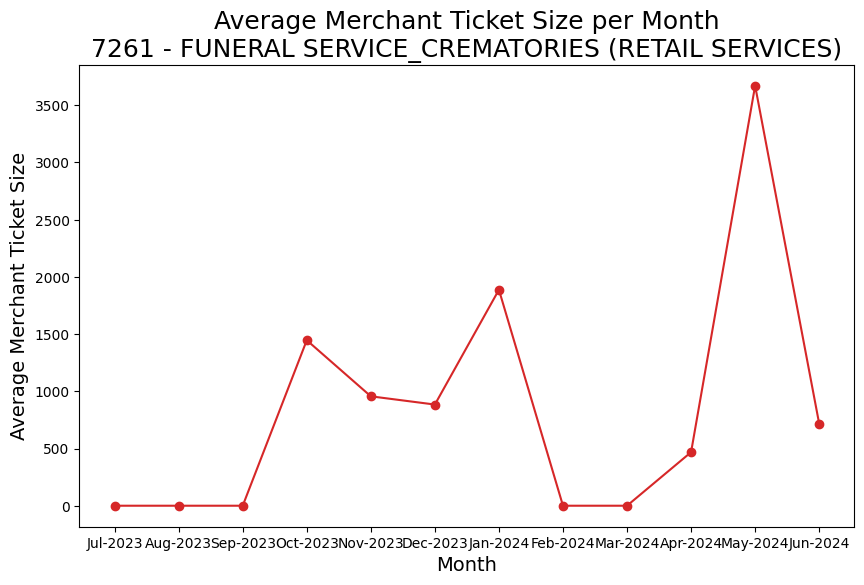 Average Merchant Ticket Size per Month
7261 - FUNERAL SERVICE_CREMATORIES (RETAIL SERVICES)
Average Merchant Ticket Size
3500
3000
2500
2000
1500
1000
500
0
Jul-2023 Aug-2023 Sep-2023 Oct-2023 Nov-2023 Dec-2023 Jan-2024 Feb-2024 Mar-2024 Apr-2024 May-2024 Jun-2024
Month